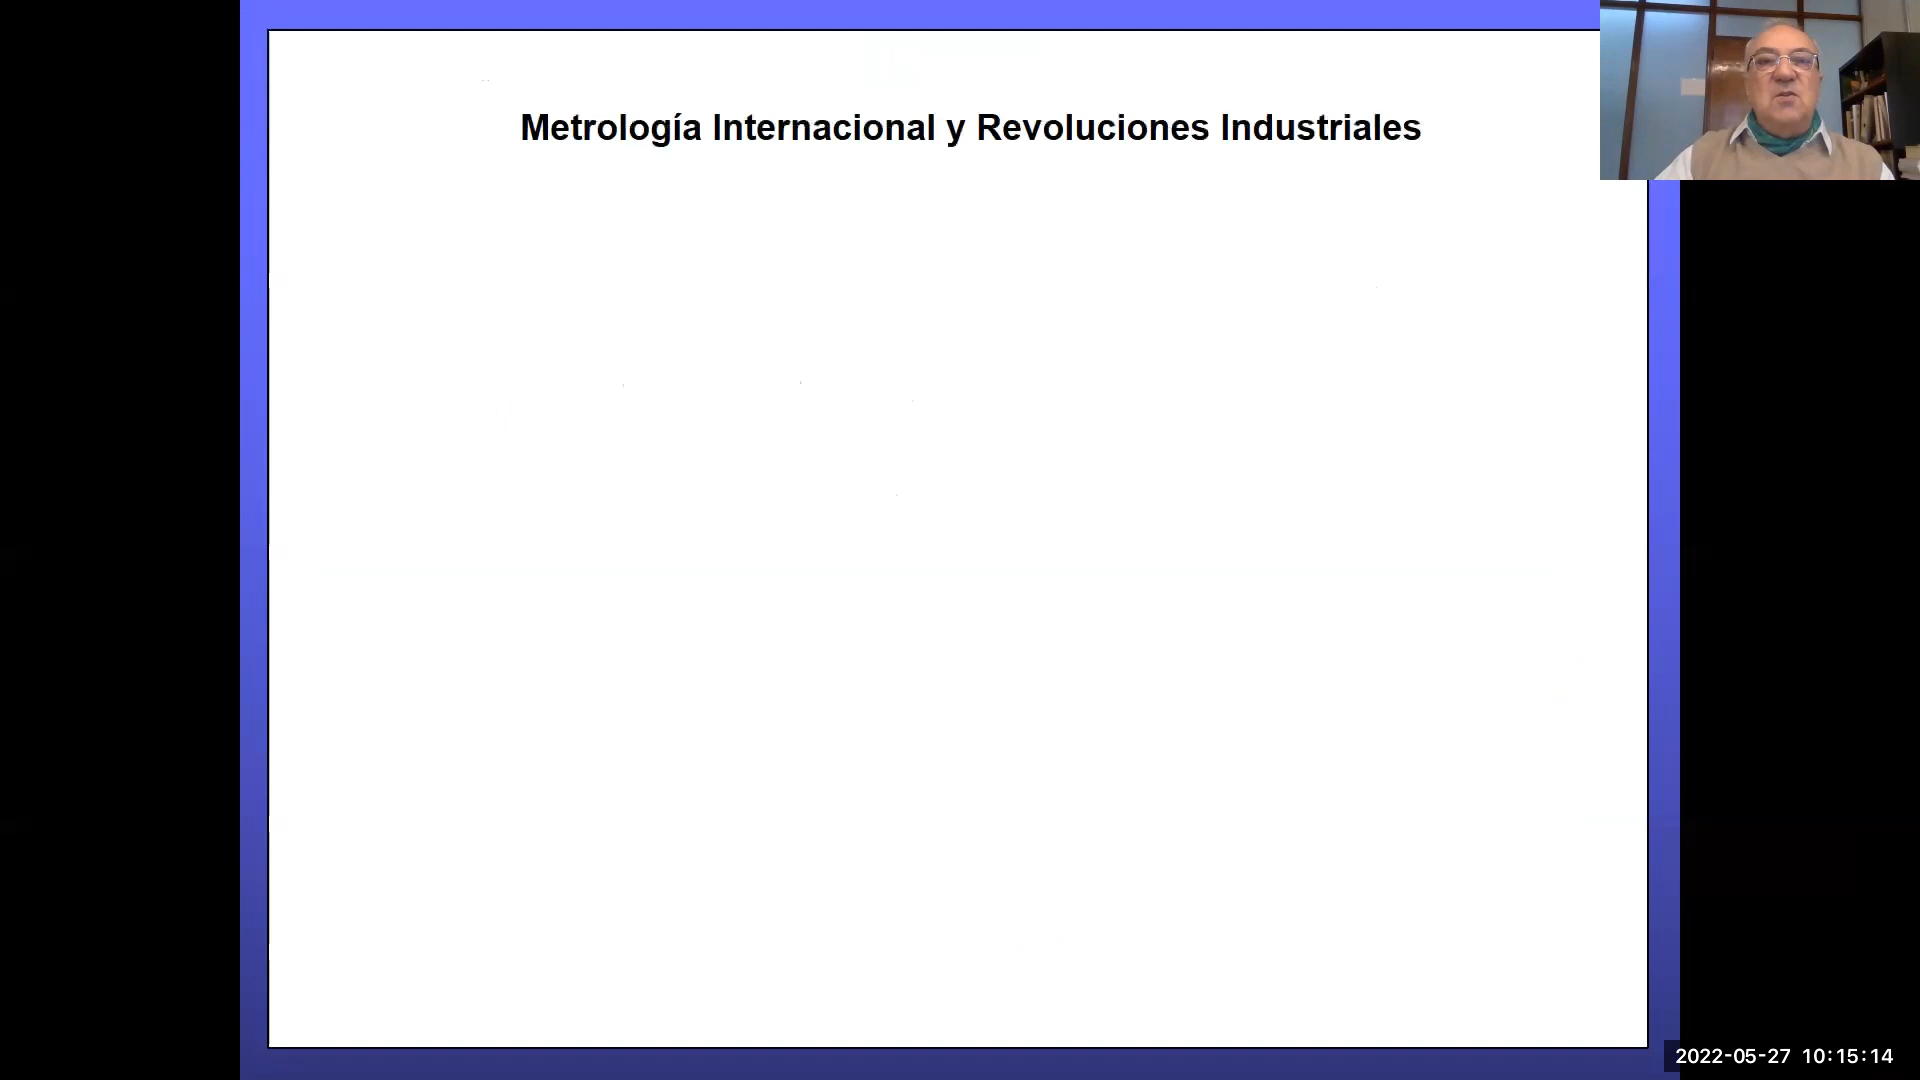 Metrología Internacional y Revoluciones Industriales
2022-05-27 10:15:14